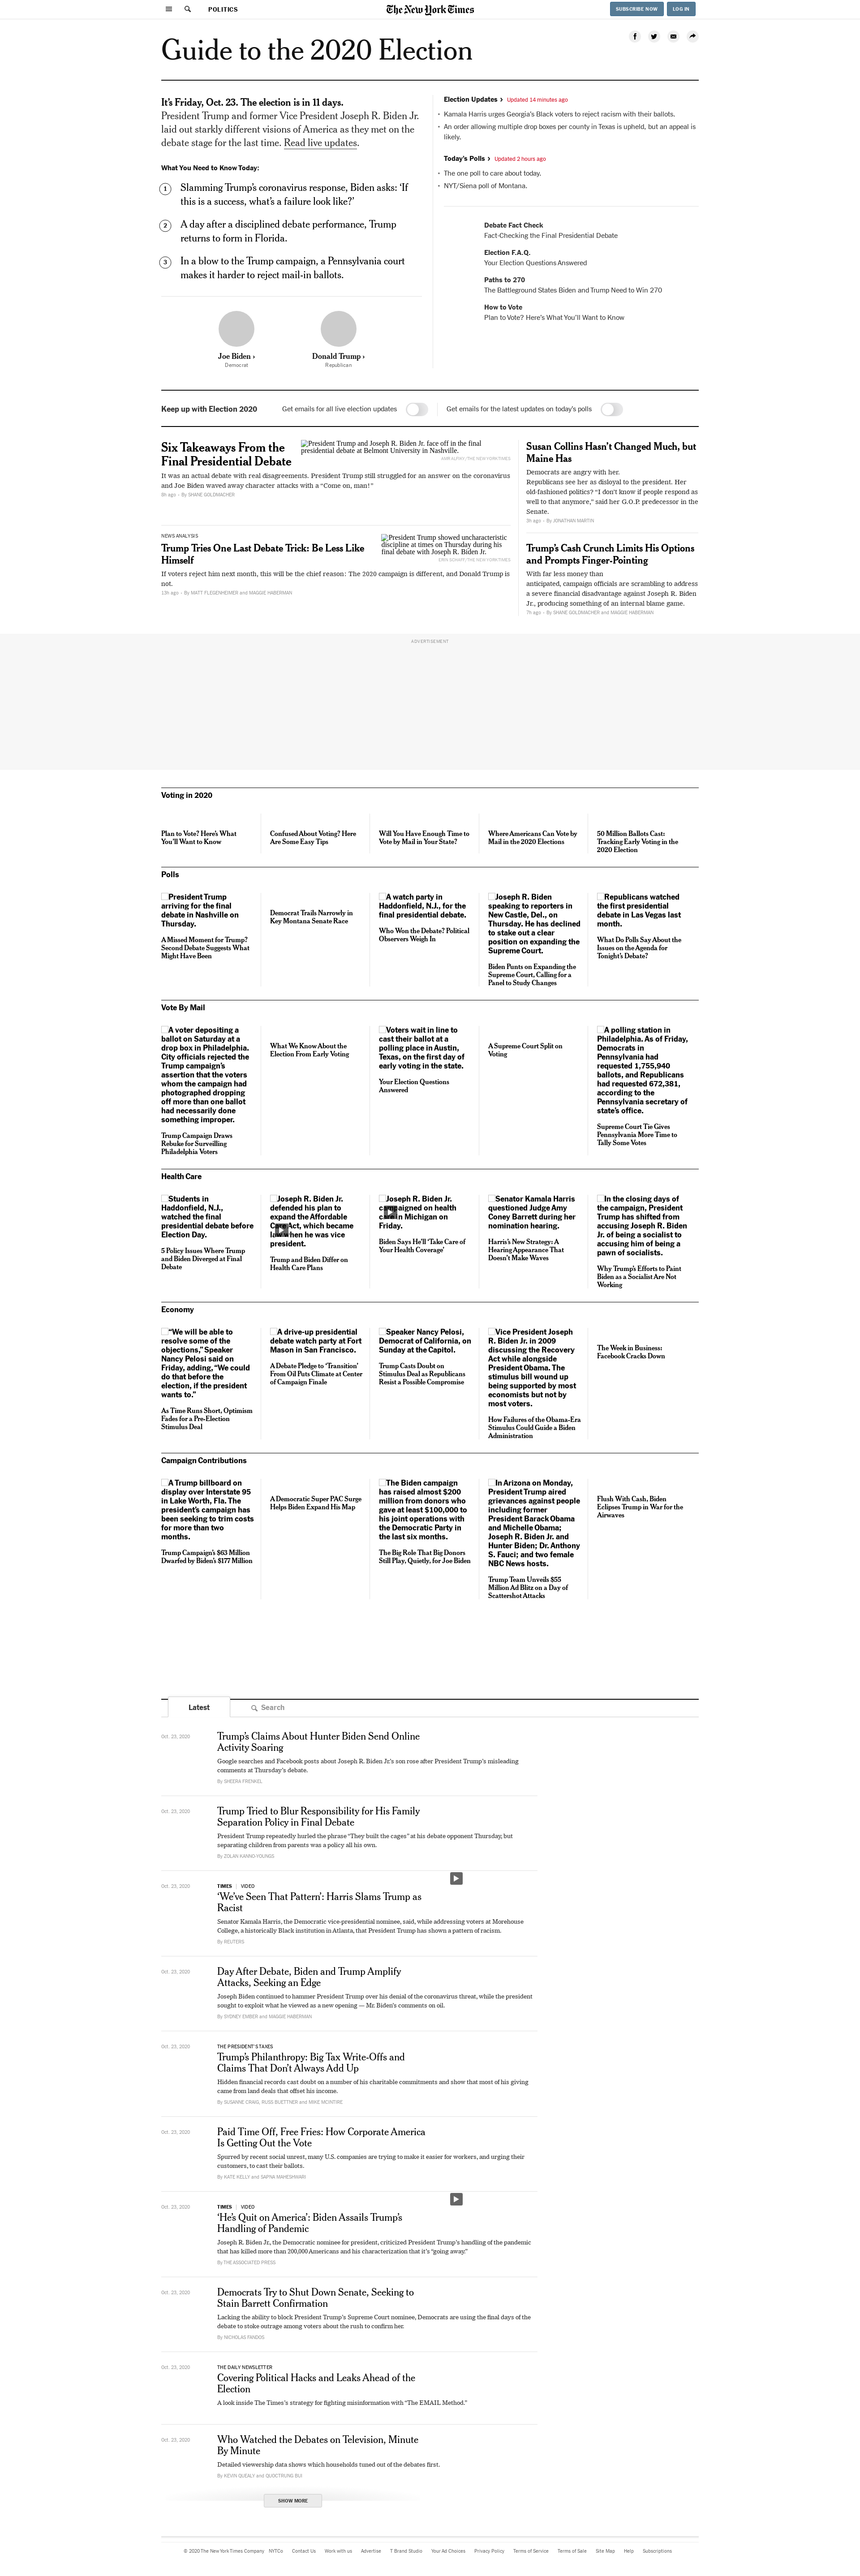 POLITICS
The New York Times
SUBSCRIBE NOW
LOG IN
Guide to the 2020 Election
It's Friday, Oct. 23. The election is in 11 days.
President Trump and former Vice President Joseph R. Biden Jr.
laid out starkly different visions of America as they met on the
debate stage for the last time. Read live updates.
What You Need to Know Today:
1 Slamming Trump's coronavirus response, Biden asks: 'If
this is a success, what's a failure look like?'
2 A day after a disciplined debate performance, Trump
returns to form in Florida.
3 In a blow to the Trump campaign, a Pennsylvania court
makes it harder to reject mail-in ballots.
Joe Biden ›
Democrat
Donald Trump ›
Republican
Election Updates › Updated 14 minutes ago
• Kamala Harris urges Georgia's Black voters to reject racism with their ballots.
• An order allowing multiple drop boxes per county in Texas is upheld, but an appeal is
likely.
Today's Polls › Updated 2 hours ago
• The one poll to care about today.
• NYT/Siena poll of Montana.
Debate Fact Check
Fact-Checking the Final Presidential Debate
Election F.A.Q.
Your Election Questions Answered
Paths to 270
The Battleground States Biden and Trump Need to Win 270
How to Vote
Plan to Vote? Here's What You'll Want to Know
Keep up with Election 2020
Get emails for all live election updates
Get emails for the latest updates on today's polls
Six Takeaways From the
Final Presidential Debate
President Trump and Joseph R. Biden Jr. face off in the final
presidential debate at Belmont University in Nashville.
It was an actual debate with real disagreements. President Trump still struggled for an answer on the coronavirus
and Joe Biden waved away character attacks with a "Come on, man!"
9h ago – By SHANE GOLDMACHER
NEWS ANALYSIS
Trump Tries One Last Debate Trick: Be Less Like
Himself
President Trump showed uncharacteristic
discipline at times on Thursday during his
final debate with Joseph R. Biden Jr.
If voters reject him next month, this will be the chief reason: The 2020 campaign is different, and Donald Trump is
not.
13h ago – By MATT FLEGENHEIMER and MAGGIE HABERMAN
Susan Collins Hasn't Changed Much, but
Maine Has
Democrats are angry with her.
Republicans see her as disloyal to the president. Her
old-fashioned politics? "I don't know if people respond as
well to that anymore," said her G.O.P. predecessor in the
Senate.
3h ago – By JONATHAN MARTIN
Trump's Cash Crunch Limits His Options
and Prompts Finger-Pointing
With far less money than
anticipated, campaign officials are scrambling to address
a severe financial disadvantage against Joseph R. Biden
Jr., producing something of an internal blame game.
7h ago – By SHANE GOLDMACHER and MAGGIE HABERMAN
ADVERTISEMENT
Voting in 2020
Plan to Vote? Here's What
You'll Want to Know
Confused About Voting? Here
Are Some Easy Tips
Will You Have Enough Time to
Vote by Mail in Your State?
Where Americans Can Vote by
Mail in the 2020 Elections
50 Million Ballots Cast:
Tracking Early Voting in the
2020 Election
Polls
President Trump
arriving for the final
debate in Nashville on
Thursday.
A Missed Moment for Trump?
Second Debate Suggests What
Might Have Been
Democrat Trails Narrowly in
Key Montana Senate Race
A watch party in
Haddonfield, N.J., for the
final presidential debate.
Who Won the Debate? Political
Observers Weigh In
Joseph R. Biden
speaking to reporters in
New Castle, Del., on
Thursday. He has declined
to stake out a clear
position on expanding the
Supreme Court.
Biden Punts on Expanding the
Supreme Court, Calling for a
Panel to Study Changes
Republicans watched
the first presidential
debate in Las Vegas last
month.
What Do Polls Say About the
Issues on the Agenda for
Tonight's Debate?
Vote By Mail
A voter depositing a
ballot on Saturday at a
drop box in Philadelphia.
City officials rejected the
Trump campaign's
assertion that the voters
whom the campaign had
photographed dropping
off more than one ballot
had necessarily done
something improper.
Trump Campaign Draws
Rebuke for Surveilling
Philadelphia Voters
What We Know About the
Election From Early Voting
Voters wait in line to
cast their ballot at a
polling place in Austin,
Texas, on the first day of
early voting in the state.
Your Election Questions
Answered
A Supreme Court Split on
Voting
A polling station in
Philadelphia. As of Friday,
Democrats in
Pennsylvania had
requested 1,755,940
ballots, and Republicans
had requested 672,381,
according to the
Pennsylvania secretary of
state's office.
Supreme Court Tie Gives
Pennsylvania More Time to
Tally Some Votes
Health Care
Students in
Haddonfield, N.J.,
watched the final
presidential debate before
Election Day.
5 Policy Issues Where Trump
and Biden Diverged at Final
Debate
Joseph R. Biden Jr.
defended his plan to
expand the Affordable
Act, which became
hen he was vice
president.
Trump and Biden Differ on
Health Care Plans
Joseph R. Biden Jr.
gned on health
n Michigan on
Friday.
Biden Says He'll 'Take Care of
Your Health Coverage'
Senator Kamala Harris
questioned Judge Amy
Coney Barrett during her
nomination hearing.
Harris's New Strategy: A
Hearing Appearance That
Doesn't Make Waves
In the closing days of
the campaign, President
Trump has shifted from
accusing Joseph R. Biden
Jr. of being a socialist to
accusing him of being a
pawn of socialists.
Why Trump's Efforts to Paint
Biden as a Socialist Are Not
Working
Economy
"We will be able to
resolve some of the
objections," Speaker
Nancy Pelosi said on
Friday, adding, "We could
do that before the
election, if the president
wants to."
As Time Runs Short, Optimism
Fades for a Pre-Election
Stimulus Deal
A drive-up presidential
debate watch party at Fort
Mason in San Francisco.
A Debate Pledge to 'Transition'
From Oil Puts Climate at Center
of Campaign Finale
Speaker Nancy Pelosi,
Democrat of California, on
Sunday at the Capitol.
Trump Casts Doubt on
Stimulus Deal as Republicans
Resist a Possible Compromise
Vice President Joseph
R. Biden Jr. in 2009
discussing the Recovery
Act while alongside
President Obama. The
stimulus bill wound up
being supported by most
economists but not by
most voters.
How Failures of the Obama-Era
Stimulus Could Guide a Biden
Administration
The Week in Business:
Facebook Cracks Down
Campaign Contributions
A Trump billboard on
display over Interstate 95
in Lake Worth, Fla. The
president's campaign has
been seeking to trim costs
for more than two
months.
Trump Campaign's $63 Million
Dwarfed by Biden's $177 Million
A Democratic Super PAC Surge
Helps Biden Expand His Map
The Biden campaign
has raised almost $200
million from donors who
gave at least $100,000 to
his joint operations with
the Democratic Party in
the last six months.
The Big Role That Big Donors
Still Play, Quietly, for Joe Biden
In Arizona on Monday,
President Trump aired
grievances against people
including former
President Barack Obama
and Michelle Obama;
Joseph R. Biden Jr. and
Hunter Biden; Dr. Anthony
S. Fauci; and two female
NBC News hosts.
Trump Team Unveils $55
Million Ad Blitz on a Day of
Scattershot Attacks
Flush With Cash, Biden
Eclipses Trump in War for the
Airwaves
Latest
Search
Oct. 23, 2020
Trump's Claims About Hunter Biden Send Online
Activity Soaring
Google searches and Facebook posts about Joseph R. Biden Jr.'s son rose after President Trump's misleading
comments at Thursday's debate.
By SHEERA FRENKEL
Oct. 23, 2020
Trump Tried to Blur Responsibility for His Family
Separation Policy in Final Debate
President Trump repeatedly hurled the phrase "They built the cages" at his debate opponent Thursday, but
separating children from parents was a policy all his own.
By ZOLAN KANNO-YOUNGS
Oct. 23, 2020
TIMES | VIDEO
'We've Seen That Pattern': Harris Slams Trump as
Racist
Senator Kamala Harris, the Democratic vice-presidential nominee, said, while addressing voters at Morehouse
College, a historically Black institution in Atlanta, that President Trump has shown a pattern of racism.
By REUTERS
Oct. 23, 2020
Day After Debate, Biden and Trump Amplify
Attacks, Seeking an Edge
Joseph Biden continued to hammer President Trump over his denial of the coronavirus threat, while the president
sought to exploit what he viewed as a new opening — Mr. Biden's comments on oil.
By SYDNEY EMBER and MAGGIE HABERMAN
Oct. 23, 2020
THE PRESIDENT'S TAXES
Trump's Philanthropy: Big Tax Write-Offs and
Claims That Don't Always Add Up
Hidden financial records cast doubt on a number of his charitable commitments and show that most of his giving
came from land deals that offset his income.
By SUSANNE CRAIG, RUSS BUETTNER and MIKE McINTIRE
Oct. 23, 2020
Paid Time Off, Free Fries: How Corporate America
Is Getting Out the Vote
Spurred by recent social unrest, many U.S. companies are trying to make it easier for workers, and urging their
customers, to cast their ballots.
By KATE KELLY and SAPNA MAHESHWARI
Oct. 23, 2020
TIMES | VIDEO
'He's Quit on America': Biden Assails Trump's
Handling of Pandemic
Joseph R. Biden Jr., the Democratic nominee for president, criticized President Trump's handling of the pandemic
that has killed more than 200,000 Americans and his characterization that it's "going away."
By THE ASSOCIATED PRESS
Oct. 23, 2020
Democrats Try to Shut Down Senate, Seeking to
Stain Barrett Confirmation
Lacking the ability to block President Trump's Supreme Court nominee, Democrats are using the final days of the
debate to stoke outrage among voters about the rush to confirm her.
By NICHOLAS FANDOS
Oct. 23, 2020
THE DAILY NEWSLETTER
Covering Political Hacks and Leaks Ahead of the
Election
A look inside The Times's strategy for fighting misinformation with "The EMAIL Method."
Oct. 23, 2020
Who Watched the Debates on Television, Minute
By Minute
Detailed viewership data shows which households tuned out of the debates first.
By KEVIN QUEALY and QUOCTRUNG BUI
SHOW MORE
© 2020 The New York Times Company NYTCo Contact Us Work with us Advertise T Brand Studio Your Ad Choices Privacy Policy Terms of Service Terms of Sale Site Map Help Subscriptions